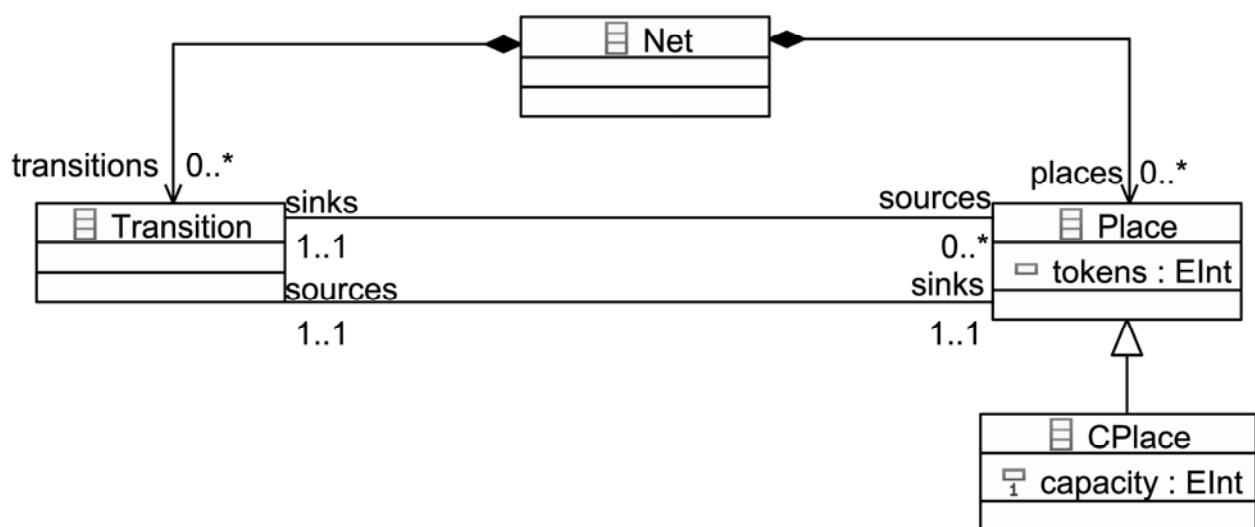 Net
transitions 0..*
places 0..*
Transition
sinks
1..1
sources
0..*
Place
tokens : EInt
sources
1..1
sinks
1..1
CPlace
1 capacity : EInt